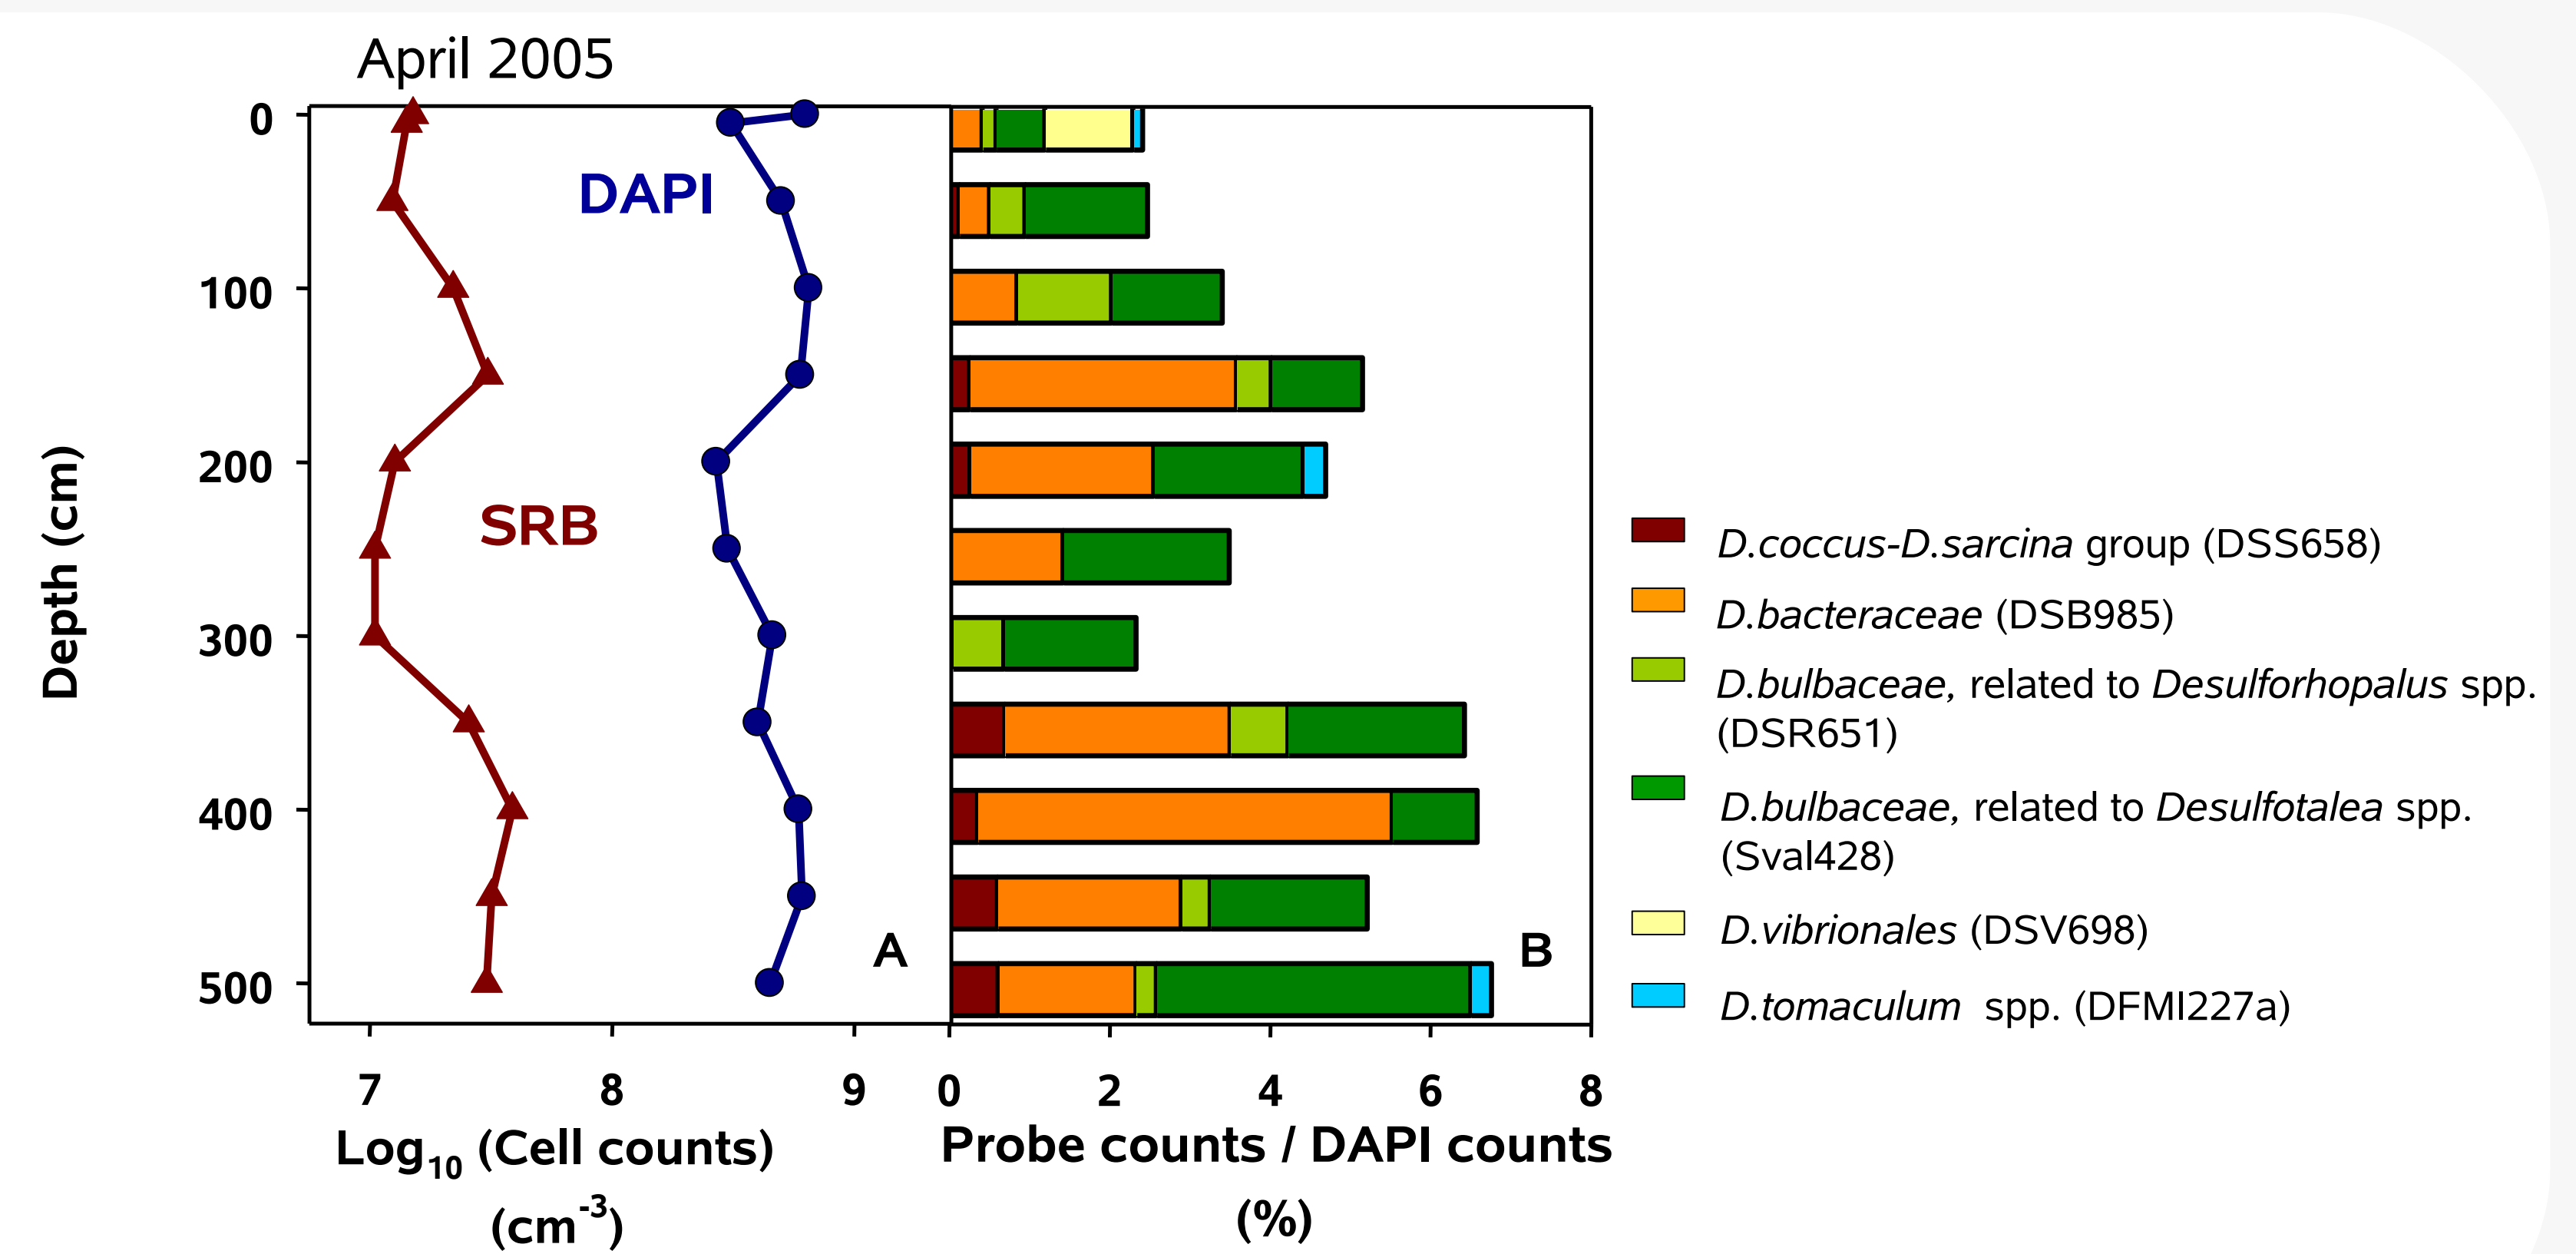 April 2005
0
100
200
300
400
500
Depth (cm)
DAPI
SRB
A
B
7 8 9
0 2 4 6 8
Log10 (Cell counts)
(cm-3)
Probe counts / DAPI counts
(%)
D.coccus-D.sarcina group (DSS658)
D.bacteraceae (DSB985)
D.bulbaceae, related to Desulforhopalus spp.
(DSR651)
D.bulbaceae, related to Desulfotalea spp.
(Sval428)
D.vibrionales (DSV698)
D.tomaculum spp. (DFMI227a)